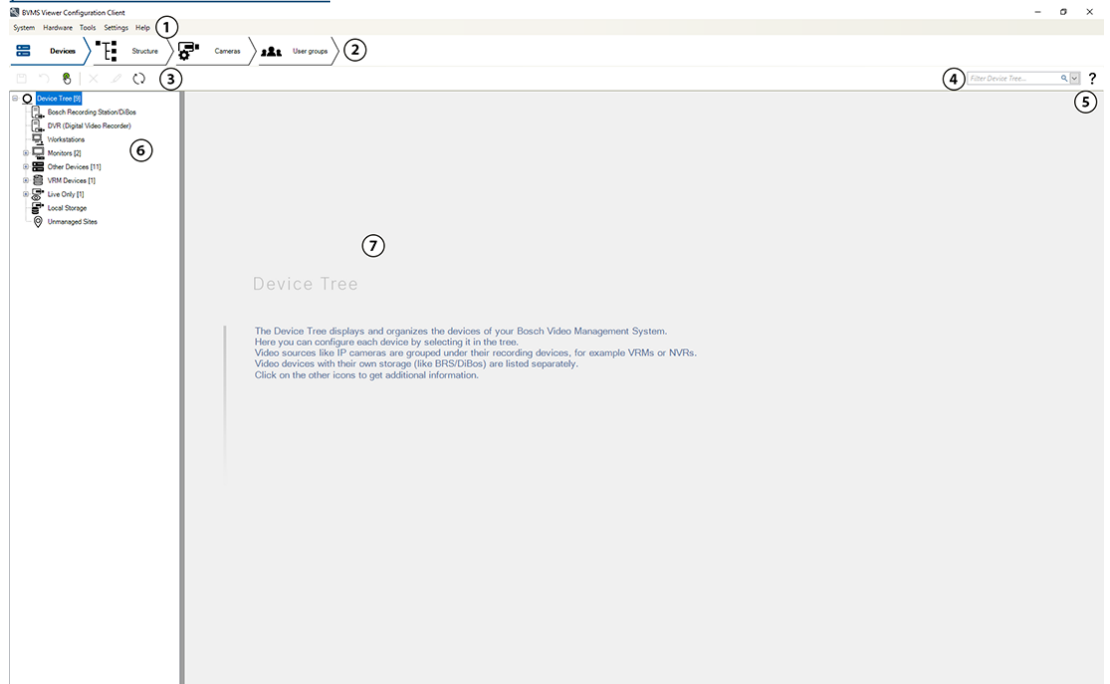 BVMS Viewer Configuration Client
System Hardware Tools Settings Help 1
Devices Structure Cameras User groups 2
3
4 Filter Device Tree... ?
5
Device Tree [9]
Bosch Recording Station/DiBos
DVR (Digital Video Recorder)
Workstations
Monitors [2]
6
Other Devices [11]
VRM Devices [1]
Live Only [1]
Local Storage
Unmanaged Sites
7
Device Tree
The Device Tree displays and organizes the devices of your Bosch Video Management System.
Here you can configure each device by selecting it in the tree.
Video sources like IP cameras are grouped under their recording devices, for example VRMs or NVRs.
Video devices with their own storage (like BRS/DiBos) are listed separately.
Click on the other icons to get additional information.